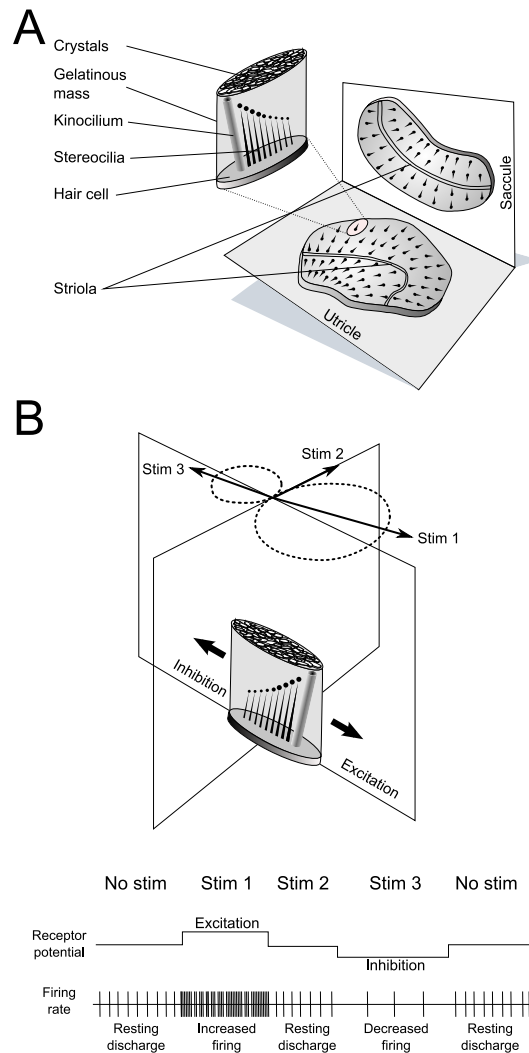 A
Crystals
Gelatinous
mass
Kinocilium
Stereocilia
Hair cell
Striola
Saccule
Utricle
B
Stim 2
Stim 3
Stim 1
Inhibition
Excitation
No stim Stim 1 Stim 2 Stim 3 No stim
Excitation
Receptor
potential
Inhibition
Firing
rate
Resting Increased Resting Decreased Resting
discharge firing discharge firing discharge